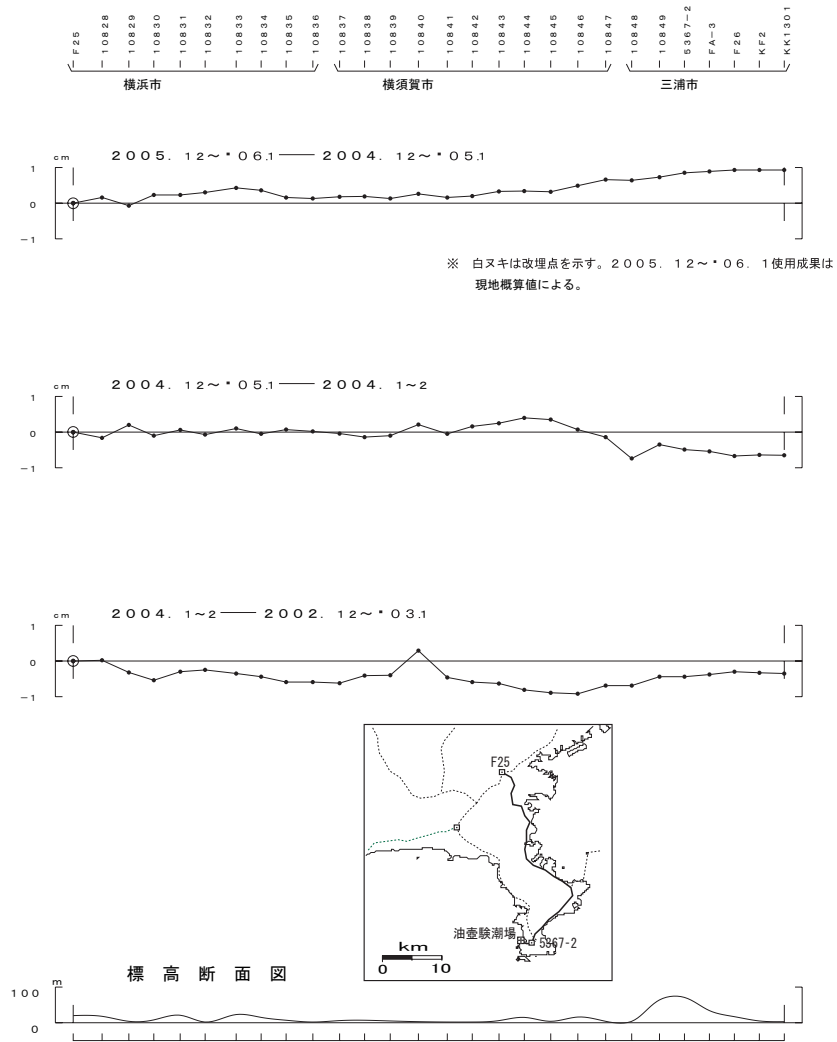 F25 10828 10829 10830 10831 10832 10833 10834 10835 10836 10837 10838 10839 10840 10841 10842 10843 10844 10845 10846 10847 10848 10849 5367-2 FA-3 F26 KF2 KK1301
横浜市 横須賀市 三浦市
cm
2005. 12～'06.1 ── 2004. 12～'05.1
1
0
-1
※ 白ヌキは改埋点を示す。2005. 12～'06. 1使用成果は
現地概算値による。
cm
2004. 12～'05.1 ── 2004. 1~2
1
0
-1
cm
2004. 1~2 ── 2002. 12～'03.1
1
0
-1
F25
油壷験潮場
5367-2
km
0 10
標高断面図
m
100
0